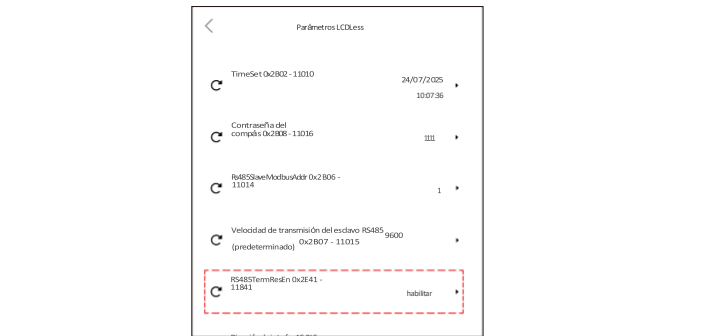 Parâmetros LCDLess
TimeSet 0x2B02 - 11010
24/07/2025
10:07:36
Contraseña del
compás 0x2B08 - 11016
1111
Rs485SlaveModbusAddr 0x2B06 -
11014
1
Velocidad de transmisión del esclavo RS485
9600
(predeterminado) 0x2B07 - 11015
RS485TermResEn 0x2E41 -
11841
habilitar